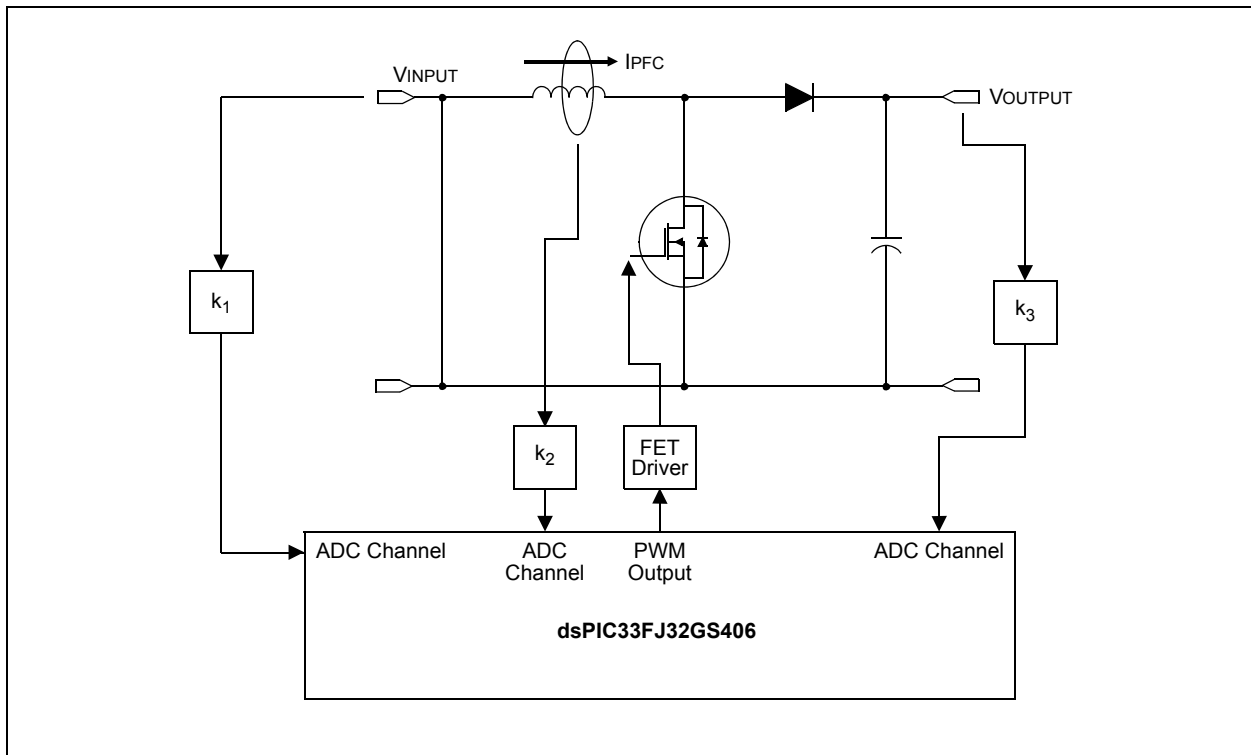 IPFC
VINPUT
VOUTPUT
k1
k3
k2
FET
Driver
ADC Channel
ADC
Channel
PWM
Output
ADC Channel
dsPIC33FJ32GS406